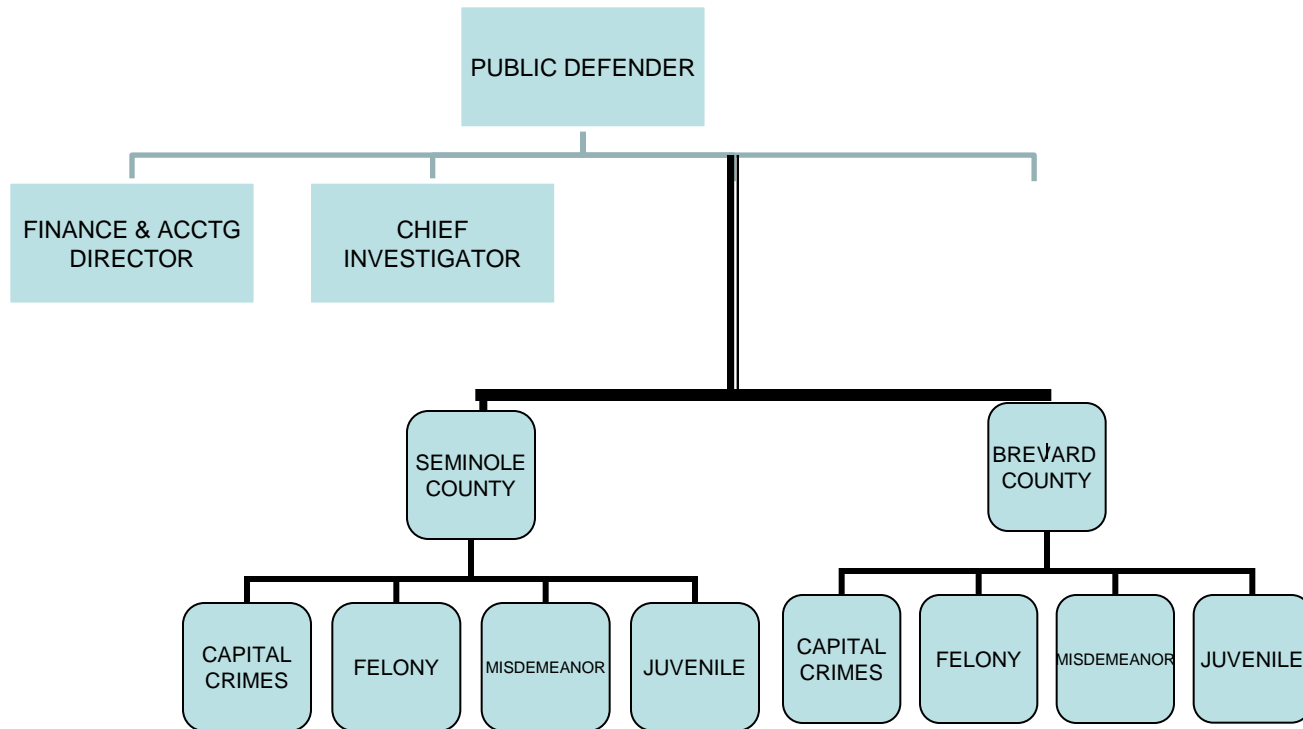 PUBLIC DEFENDER
FINANCE & ACCTG
DIRECTOR
CHIEF
INVESTIGATOR
SEMINOLE
COUNTY
BREVARD
COUNTY
CAPITAL
CRIMES
FELONY
MISDEMEANOR
JUVENILE
CAPITAL
CRIMES
FELONY
MISDEMEANOR
JUVENILE